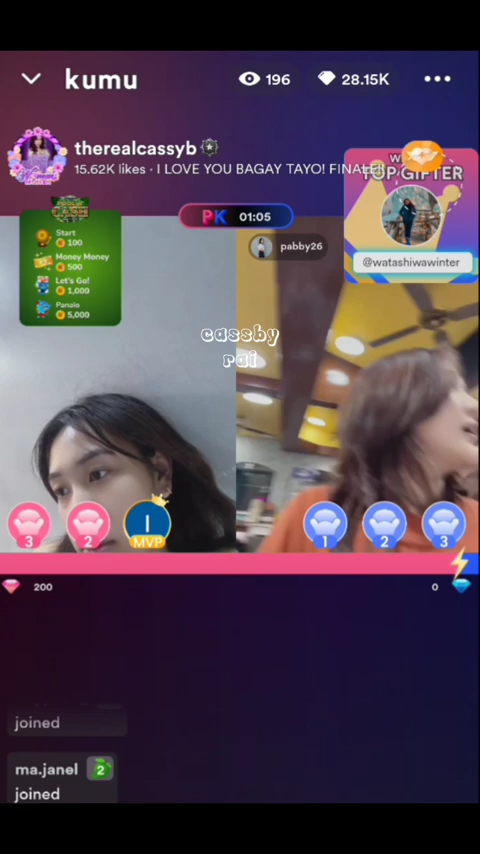 kumu
196
28.15K
therealcassyb
15.62K likes · I LOVE YOU BAGAY TAYO! FINALE!!
TOP GIFTER
@watashiwawinter
PK 01:05
pabby26
Start
100
Money Money
500
Let's Go!
1,000
Panalo
5,000
cassby
rai
3
2
I
MVP
1
2
3
200
0
joined
ma.janel 2
joined